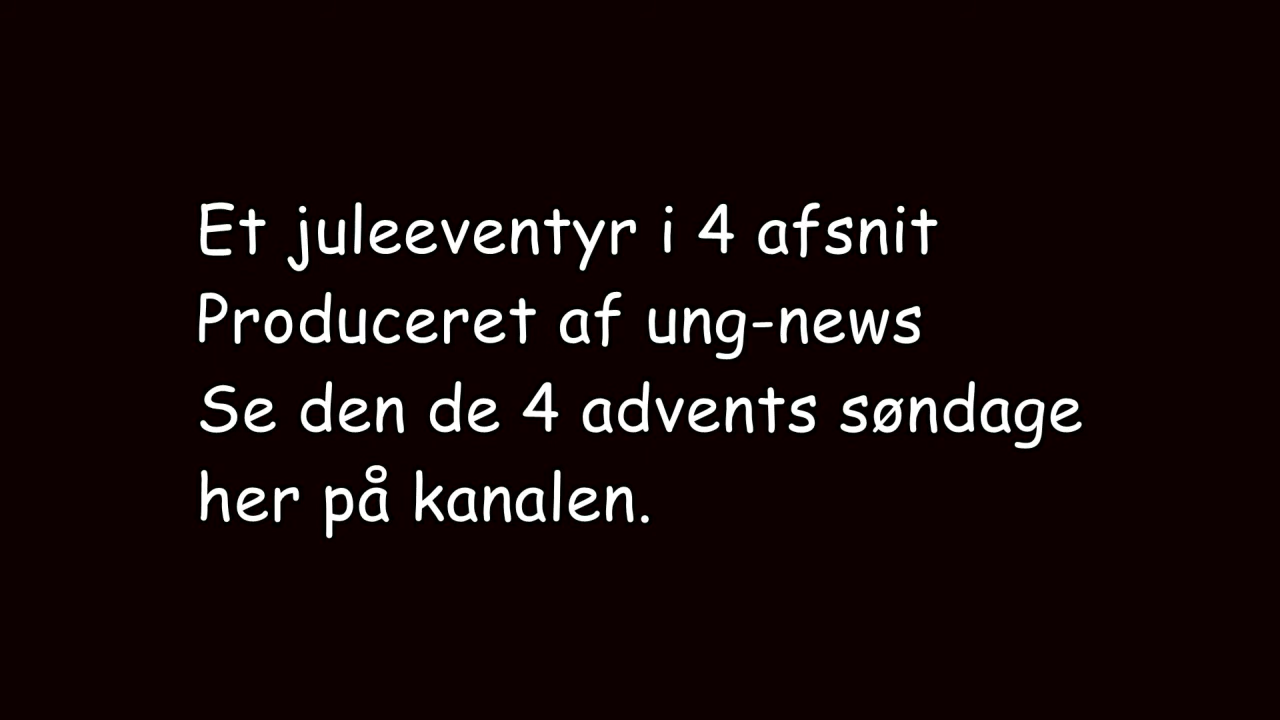 Et juleeventyr i 4 afsnit
Produceret af ung-news
Se den de 4 advents søndage
her på kanalen.